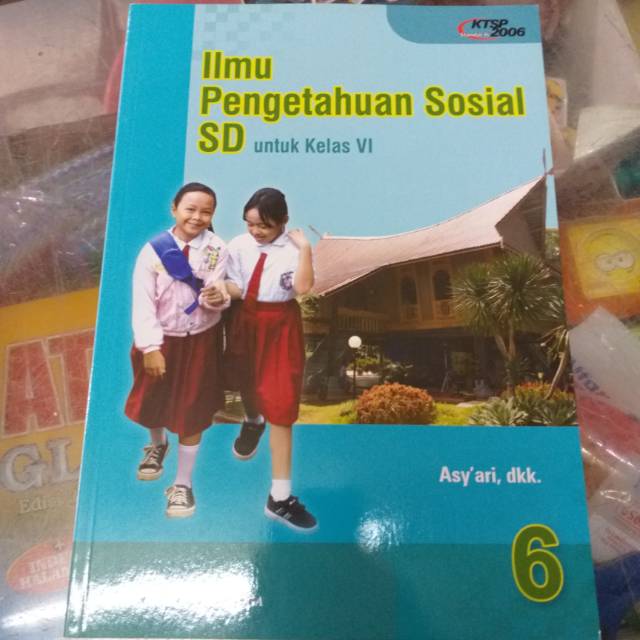 KTSP
2006
Ilmu
Pengetahuan Sosial
SD untuk Kelas VI
Asy'ari, dkk.
6